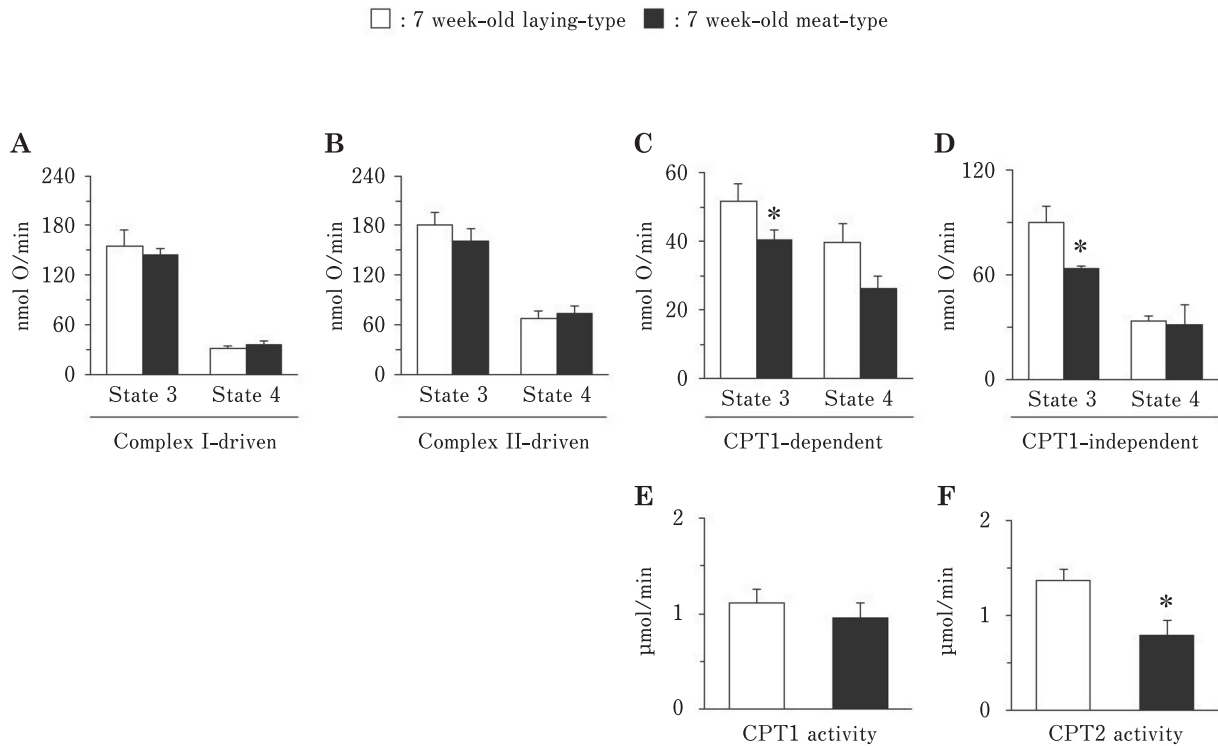 : 7 week-old laying-type : 7 week-old meat-type
A
240
180
120
60
0
nmol O/min
State 3 State 4
Complex I-driven
B
240
180
120
60
0
nmol O/min
State 3 State 4
Complex II-driven
C
60
40
20
0
nmol O/min
*
State 3 State 4
CPT1-dependent
D
120
60
0
nmol O/min
*
State 3 State 4
CPT1-independent
E
2
1
0
µmol/min
CPT1 activity
F
2
1
0
µmol/min
*
CPT2 activity